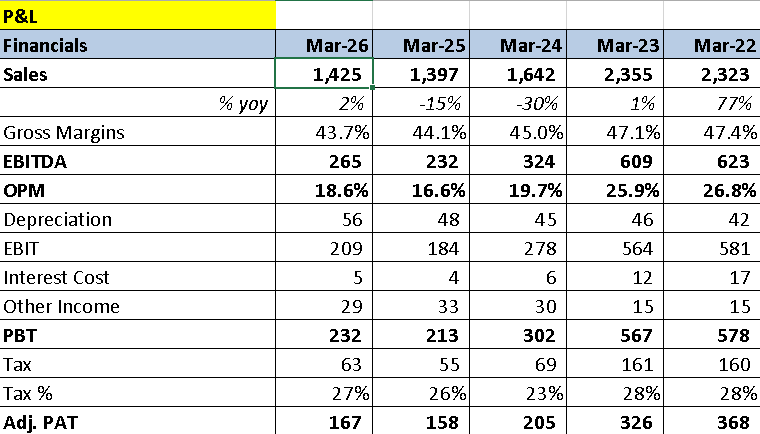 P&L
Financials Mar-26 Mar-25 Mar-24 Mar-23 Mar-22
Sales 1,425 1,397 1,642 2,355 2,323
% yoy 2% -15% -30% 1% 77%
Gross Margins 43.7% 44.1% 45.0% 47.1% 47.4%
EBITDA 265 232 324 609 623
OPM 18.6% 16.6% 19.7% 25.9% 26.8%
Depreciation 56 48 45 46 42
EBIT 209 184 278 564 581
Interest Cost 5 4 6 12 17
Other Income 29 33 30 15 15
PBT 232 213 302 567 578
Tax 63 55 69 161 160
Tax % 27% 26% 23% 28% 28%
Adj. PAT 167 158 205 326 368